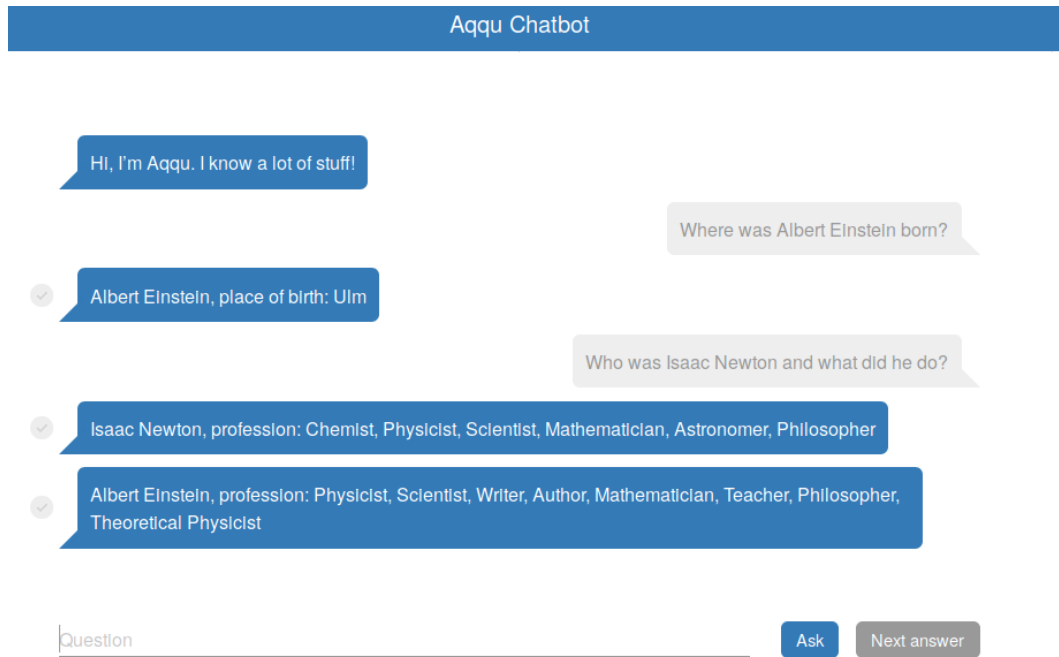 Aqqu Chatbot
Hi, I'm Aqqu. I know a lot of stuff!
Where was Albert Einstein born?
Albert Einstein, place of birth: Ulm
Who was Isaac Newton and what did he do?
Isaac Newton, profession: Chemist, Physicist, Scientist, Mathematician, Astronomer, Philosopher
Albert Einstein, profession: Physicist, Scientist, Writer, Author, Mathematician, Teacher, Philosopher,
Theoretical Physicist
Question
Ask
Next answer